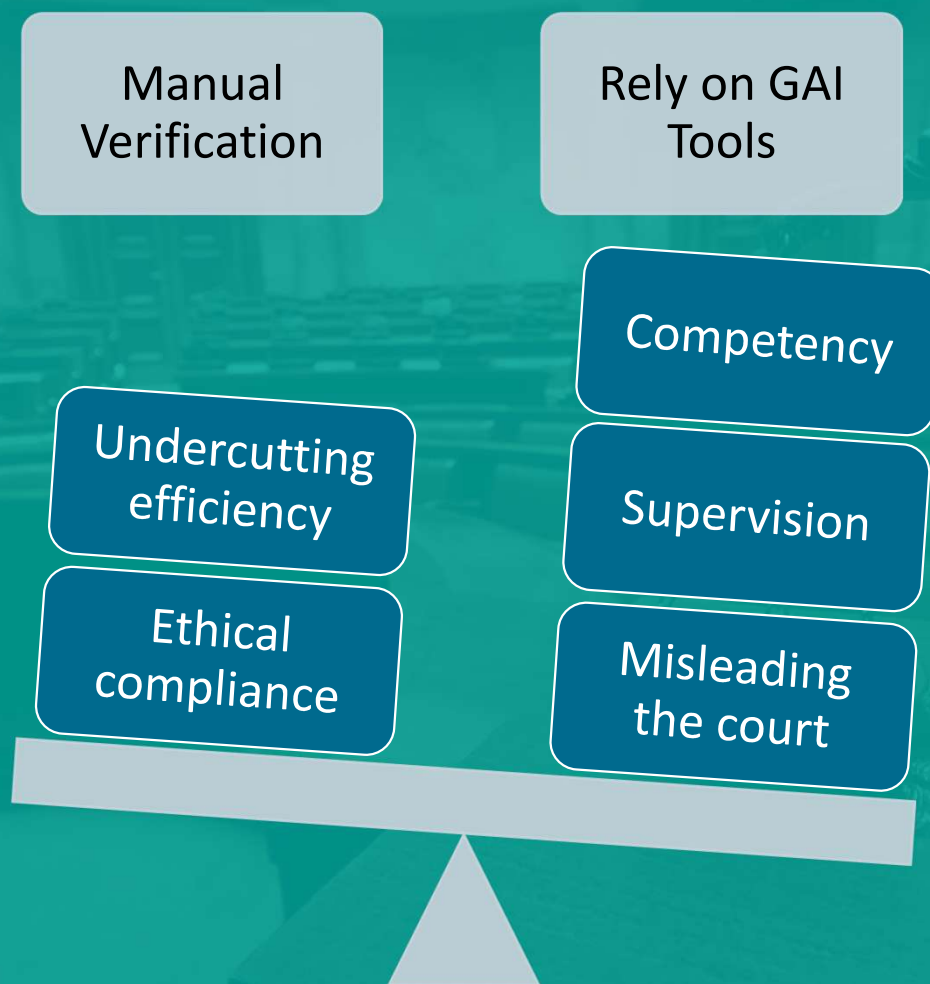 Manual
Verification
Rely on GAI
Tools
Undercutting
efficiency
Ethical
compliance
Competency
Supervision
Misleading
the court